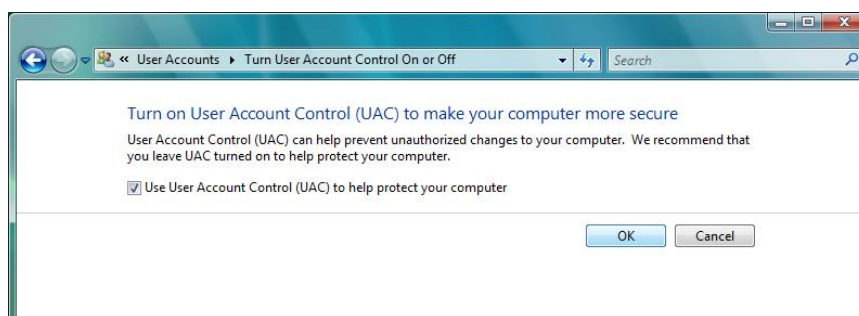 « User Accounts ▸ Turn User Account Control On or Off
Search
Turn on User Account Control (UAC) to make your computer more secure
User Account Control (UAC) can help prevent unauthorized changes to your computer. We recommend that
you leave UAC turned on to help protect your computer.
Use User Account Control (UAC) to help protect your computer
OK
Cancel